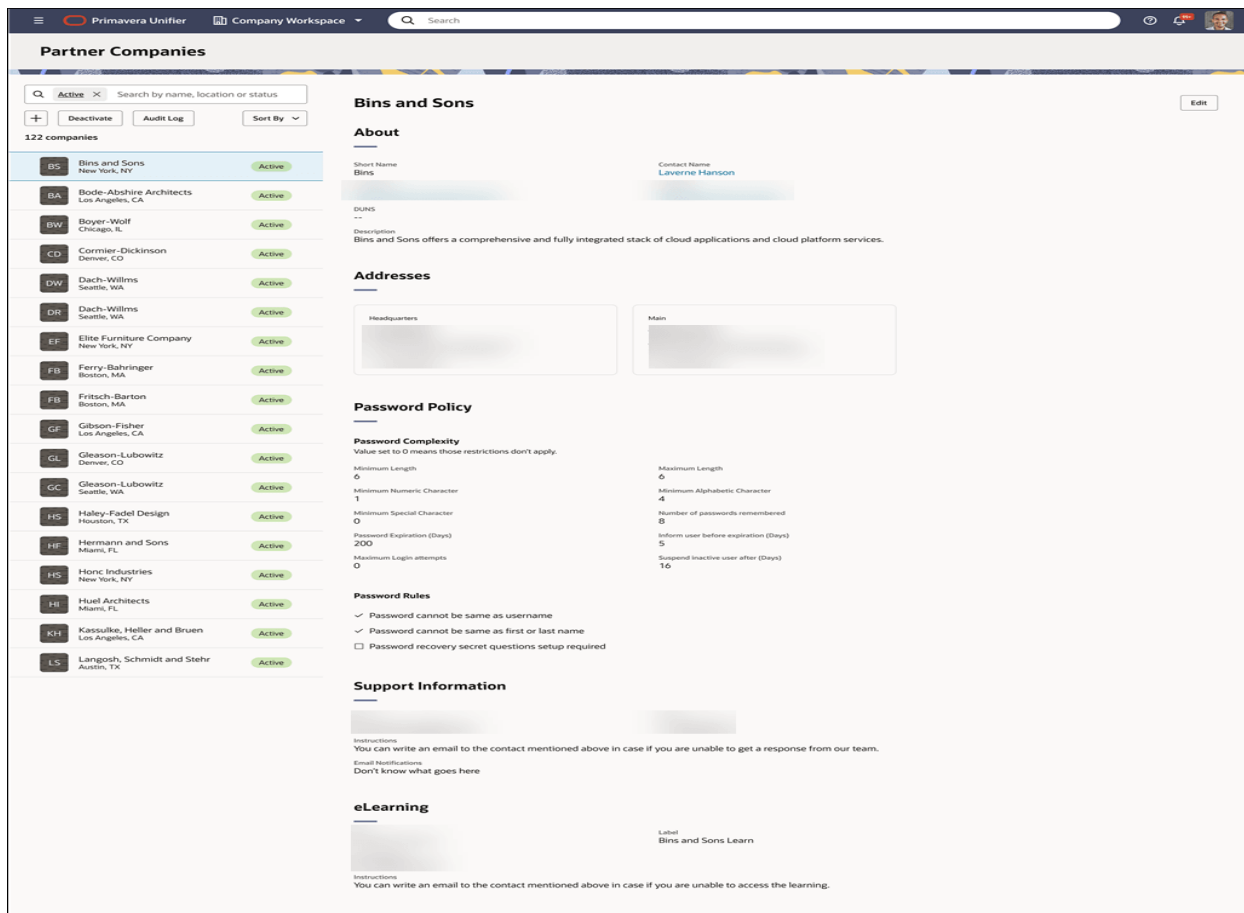 Primavera Unifier
Company Workspace
Search
Partner Companies
Active × Search by name, location or status
+ Deactivate Audit Log Sort By
122 companies
BS Bins and Sons Active
New York, NY
BA Bode-Abshire Architects Active
Los Angeles, CA
BW Boyer-Wolf Active
Chicago, IL
CD Cormier-Dickinson Active
Denver, CO
DW Dach-Willms Active
Seattle, WA
DR Dach-Willms Active
Seattle, WA
EF Elite Furniture Company Active
New York, NY
FB Ferry-Bahringer Active
Boston, MA
FB Fritsch-Barton Active
Boston, MA
GF Gibson-Fisher Active
Los Angeles, CA
GL Gleason-Lubowitz Active
Denver, CO
GC Gleason-Lubowitz Active
Seattle, WA
HS Haley-Fadel Design Active
Houston, TX
HF Hermann and Sons Active
Miami, FL
HS Honc Industries Active
New York, NY
HI Huel Architects Active
Miami, FL
KH Kassulke, Heller and Bruen Active
Los Angeles, CA
LS Langosh, Schmidt and Stehr Active
Austin, TX
Bins and Sons
Edit
About
Short Name Contact Name
Bins Laverne Hanson
DUNS
--
Description
Bins and Sons offers a comprehensive and fully integrated stack of cloud applications and cloud platform services.
Addresses
Headquarters Main
Password Policy
Password Complexity
Value set to 0 means those restrictions don't apply.
Minimum Length Maximum Length
6 6
Minimum Numeric Character Minimum Alphabetic Character
1 4
Minimum Special Character Number of passwords remembered
0 8
Password Expiration (Days) Inform user before expiration (Days)
200 5
Maximum Login attempts Suspend inactive user after (Days)
0 16
Password Rules
Password cannot be same as username
Password cannot be same as first or last name
Password recovery secret questions setup required
Support Information
Instructions
You can write an email to the contact mentioned above in case if you are unable to get a response from our team.
Email Notifications
Don't know what goes here
eLearning
Label
Bins and Sons Learn
Instructions
You can write an email to the contact mentioned above in case if you are unable to access the learning.